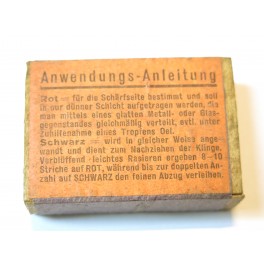 Anwendungs-Anleitung
Rot = für die Schärfseite bestimmt und soll
in nur dünner Schicht aufgetragen werden, die
man mittels eines glatten Metall- oder Glas-
gegenstandes gleichmäßig verteilt, evtl. unter
Zuhilfenahme eines Tropfens Oel.
Schwarz = wird in gleicher Weise ange-
wandt und dient zum Nachziehen der Klinge.
Verblüffend leichtes Rasieren ergeben 8–10
Striche auf ROT, während bis zur doppelten An-
zahl auf SCHWARZ den feinen Abzug verleihen.